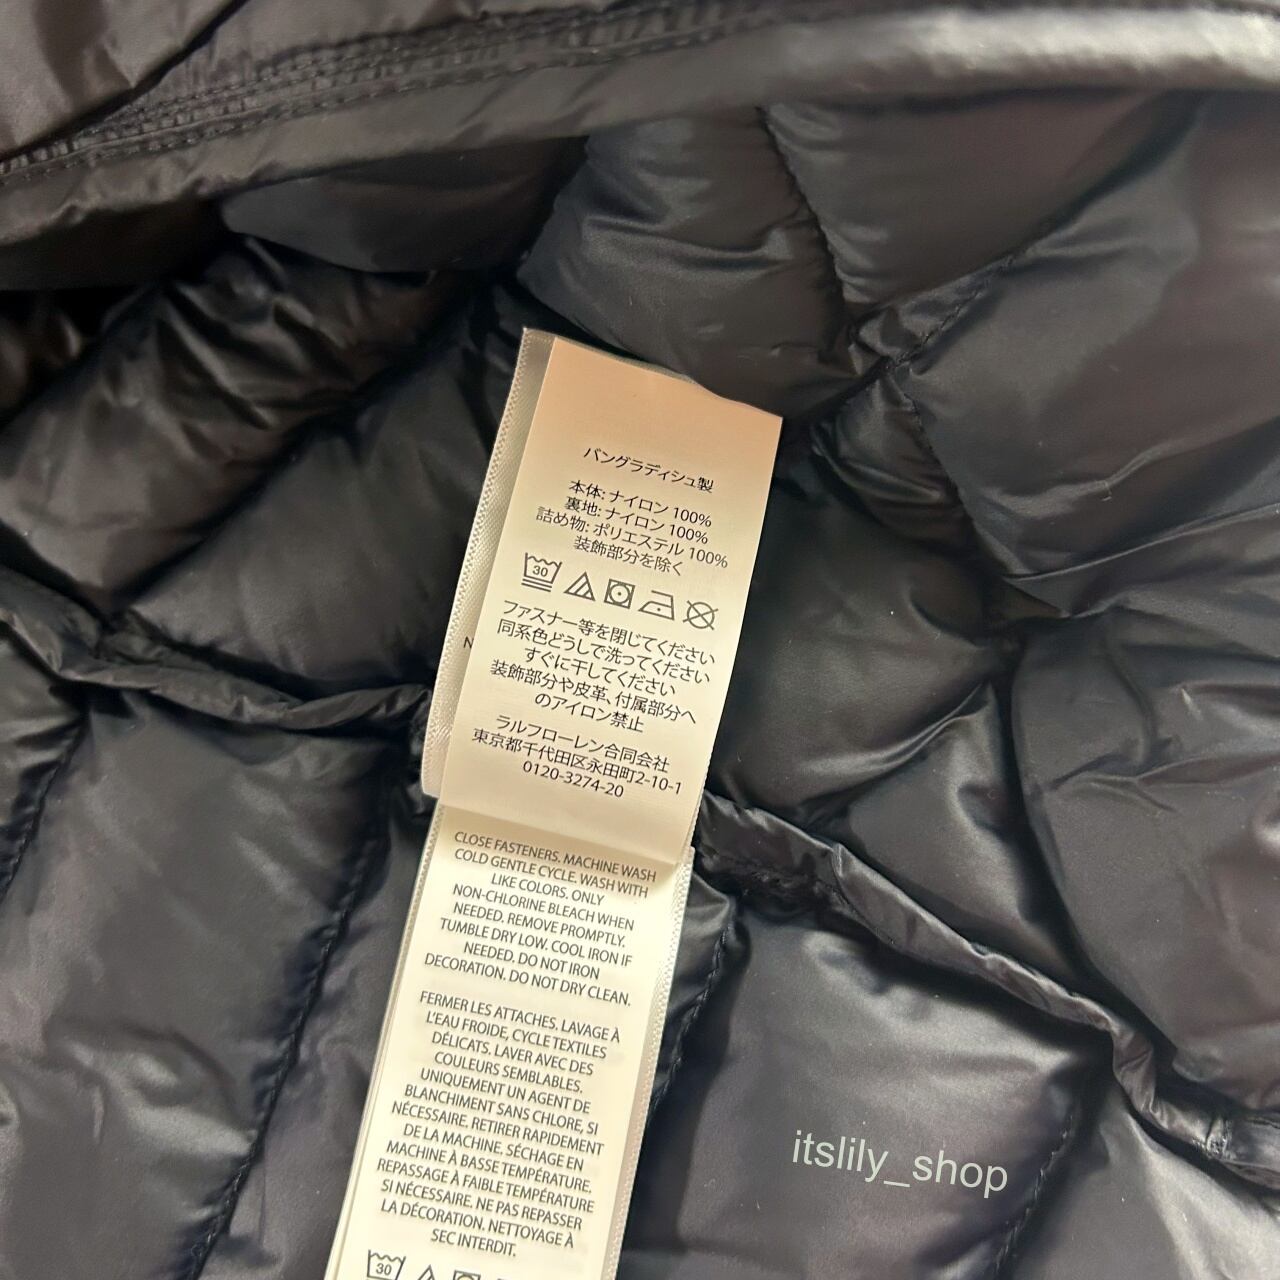 バングラデイシュ製
本体: ナイロン 100%
裏地: ナイロン 100%
詰め物: ポリエステル 100%
装飾部分を除く
30
ファスナー等を閉じてください
同系色どうしで洗ってください
すぐに干してください
装飾部分や皮革、付属部分へ
のアイロン禁止
ラルフローレン合同会社
東京都千代田区永田町2-10-1
0120-3274-20
N
CLOSE FASTENERS. MACHINE WASH
COLD GENTLE CYCLE. WASH WITH
LIKE COLORS. ONLY
NON-CHLORINE BLEACH WHEN
NEEDED. REMOVE PROMPTLY.
TUMBLE DRY LOW. COOL IRON IF
NEEDED. DO NOT IRON
DECORATION. DO NOT DRY CLEAN.
FERMER LES ATTACHES. LAVAGE À
L'EAU FROIDE, CYCLE TEXTILES
DÉLICATS. LAVER AVEC DES
COULEURS SEMBLABLES.
UNIQUEMENT UN AGENT DE
BLANCHIMENT SANS CHLORE, SI
NÉCESSAIRE. RETIRER RAPIDEMENT
DE LA MACHINE. SÉCHAGE EN
MACHINE À BASSE TEMPÉRATURE.
REPASSAGE À FAIBLE TEMPÉRATURE
SI NÉCESSAIRE. NE PAS REPASSER
LA DÉCORATION. NETTOYAGE À
SEC INTERDIT.
30
itslily_shop